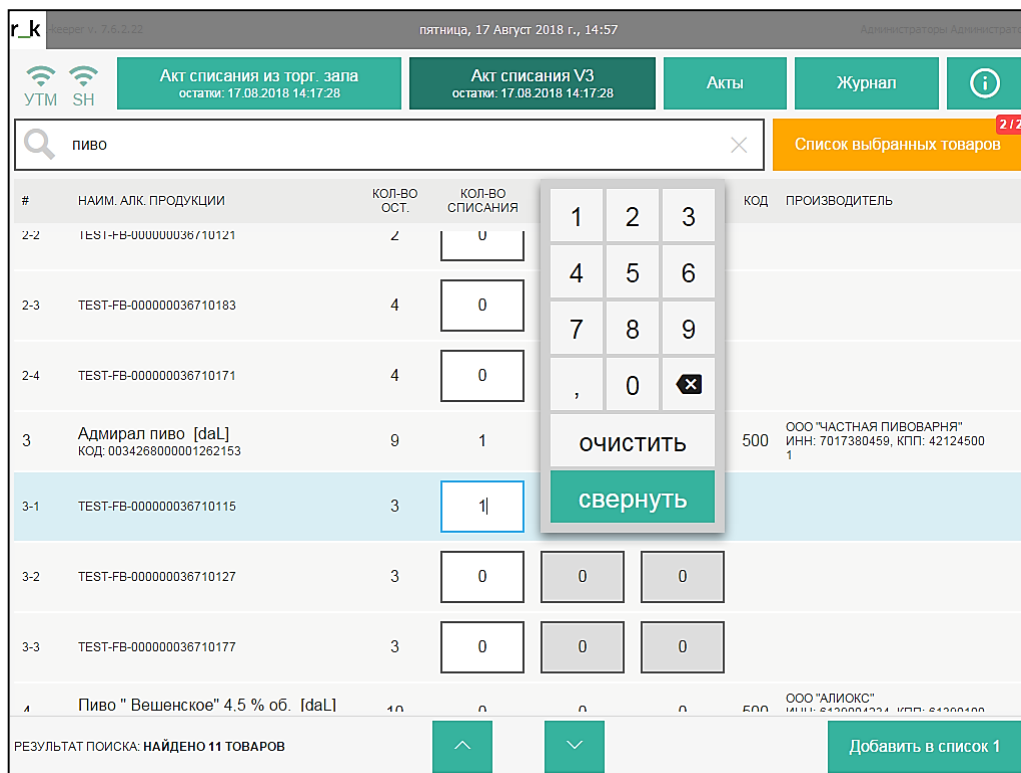 r_k keeper v. 7.6.2.22 пятница, 17 Август 2018 г., 14:57 Администраторы Администрато
УТМ SH
Акт списания из торг. зала
остатки: 17.08.2018 14:17:28
Акт списания V3
остатки: 17.08.2018 14:17:28
Акты
Журнал
пиво
Список выбранных товаров
2 / 2
# НАИМ. АЛК. ПРОДУКЦИИ КОЛ-ВО ОСТ. КОЛ-ВО СПИСАНИЯ КОД ПРОИЗВОДИТЕЛЬ
2-2 TEST-FB-000000036710121 2 0
2-3 TEST-FB-000000036710183 4 0
2-4 TEST-FB-000000036710171 4 0
3 Адмирал пиво [daL] 9 1 500 ООО "ЧАСТНАЯ ПИВОВАРНЯ"
КОД: 0034268000001262153 ИНН: 7017380459, КПП: 42124500
1
3-1 TEST-FB-000000036710115 3 1
3-2 TEST-FB-000000036710127 3 0 0 0
3-3 TEST-FB-000000036710177 3 0 0 0
4 Пиво " Вешенское" 4,5 % об. [daL] 10 0 0 0 500 ООО "АЛИОКС"
1 2 3
4 5 6
7 8 9
, 0
очистить
свернуть
РЕЗУЛЬТАТ ПОИСКА: НАЙДЕНО 11 ТОВАРОВ
Добавить в список 1